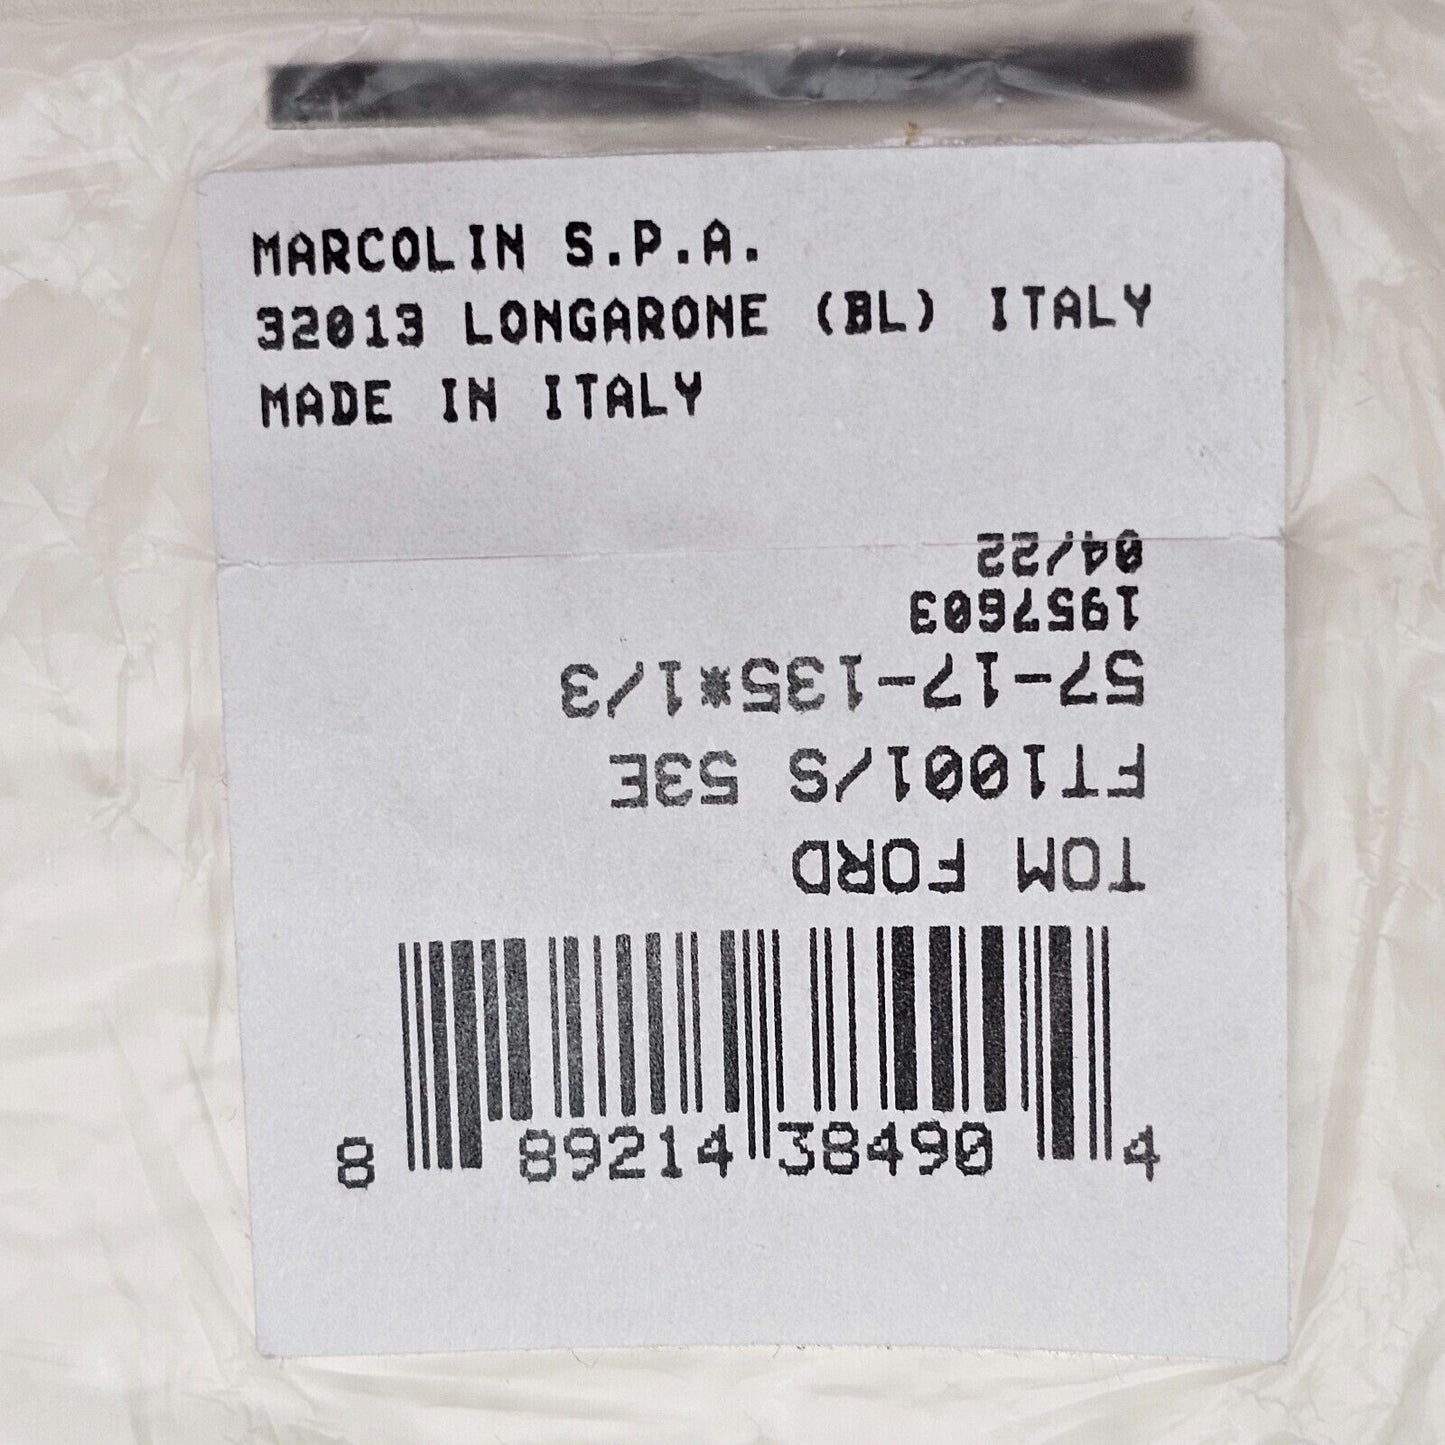 MARCOLIN S.P.A.
32013 LONGARONE (BL) ITALY
MADE IN ITALY
TOM FORD
FT1001/S 53E
57-17-135*1/3
1957603
04/22
8 89214 38490 4